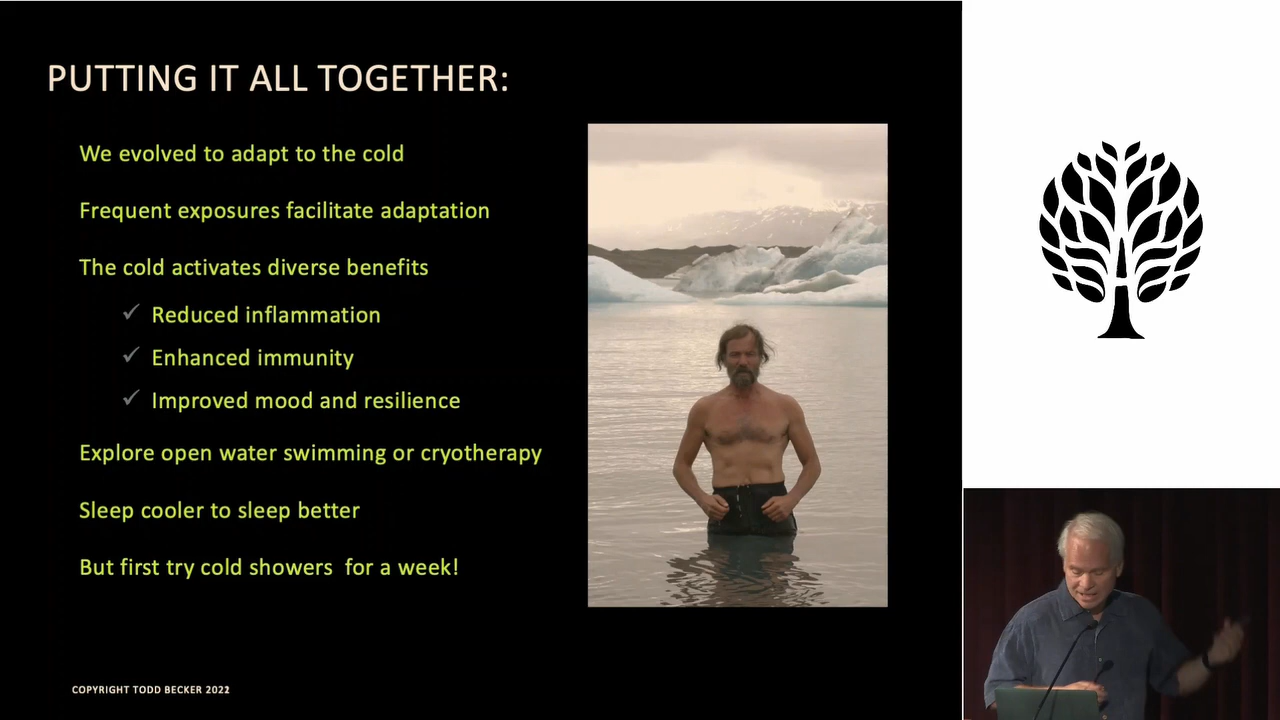 PUTTING IT ALL TOGETHER:
We evolved to adapt to the cold
Frequent exposures facilitate adaptation
The cold activates diverse benefits
✓ Reduced inflammation
✓ Enhanced immunity
✓ Improved mood and resilience
Explore open water swimming or cryotherapy
Sleep cooler to sleep better
But first try cold showers for a week!
COPYRIGHT TODD BECKER 2022